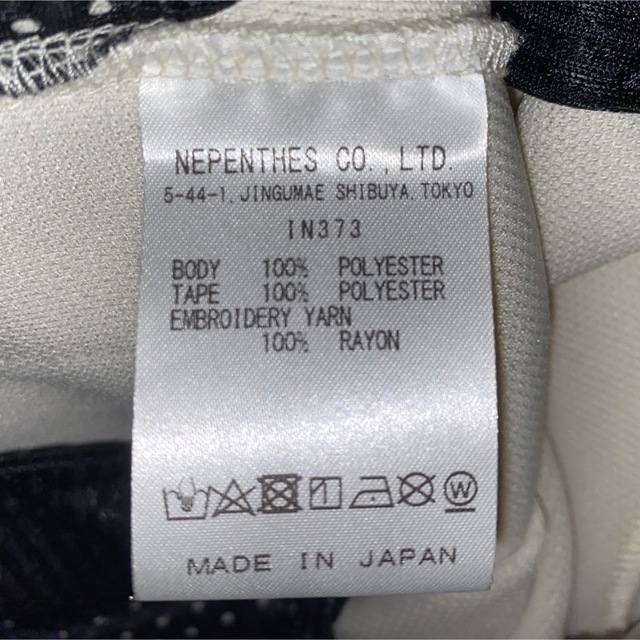 NEPENTHES CO.,LTD.
5-44-1,JINGUMAE SHIBUYA,TOKYO
IN373
BODY 100% POLYESTER
TAPE 100% POLYESTER
EMBROIDERY YARN
100% RAYON
W
MADE IN JAPAN